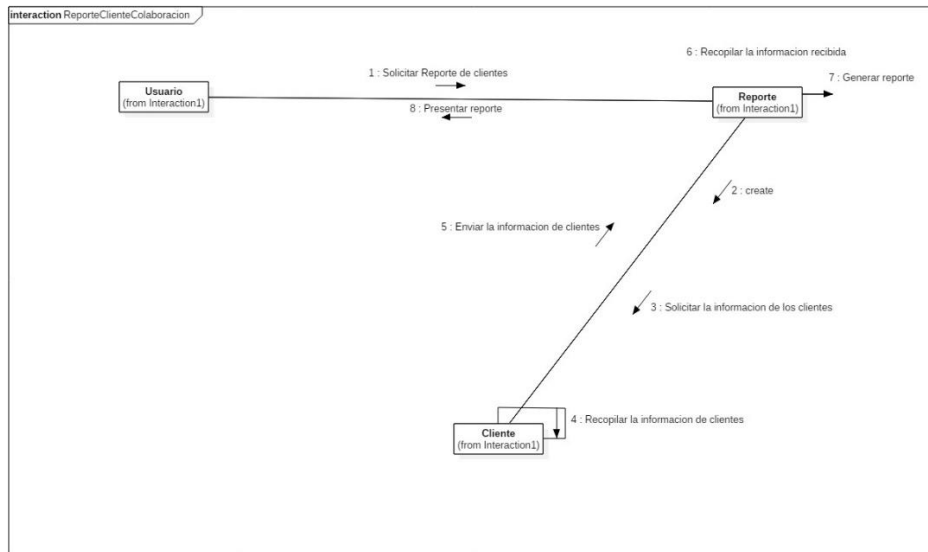 interaction ReporteClienteColaboracion
6 : Recopilar la informacion recibida
1 : Solicitar Reporte de clientes
7 : Generar reporte
Usuario
(from Interaction1)
Reporte
(from Interaction1)
8 : Presentar reporte
2 : create
5 : Enviar la informacion de clientes
3 : Solicitar la informacion de los clientes
4 : Recopilar la informacion de clientes
Cliente
(from Interaction1)